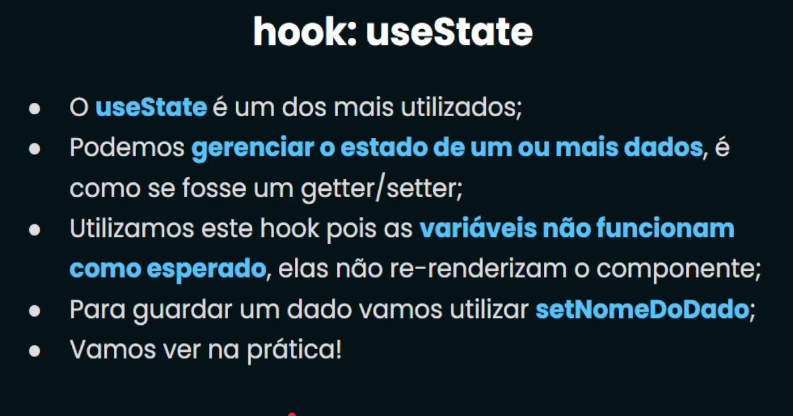 hook: useState
● O useState é um dos mais utilizados;
● Podemos gerenciar o estado de um ou mais dados, é
como se fosse um getter/setter;
● Utilizamos este hook pois as variáveis não funcionam
como esperado, elas não re-renderizam o componente;
● Para guardar um dado vamos utilizar setNomeDoDado;
● Vamos ver na prática!